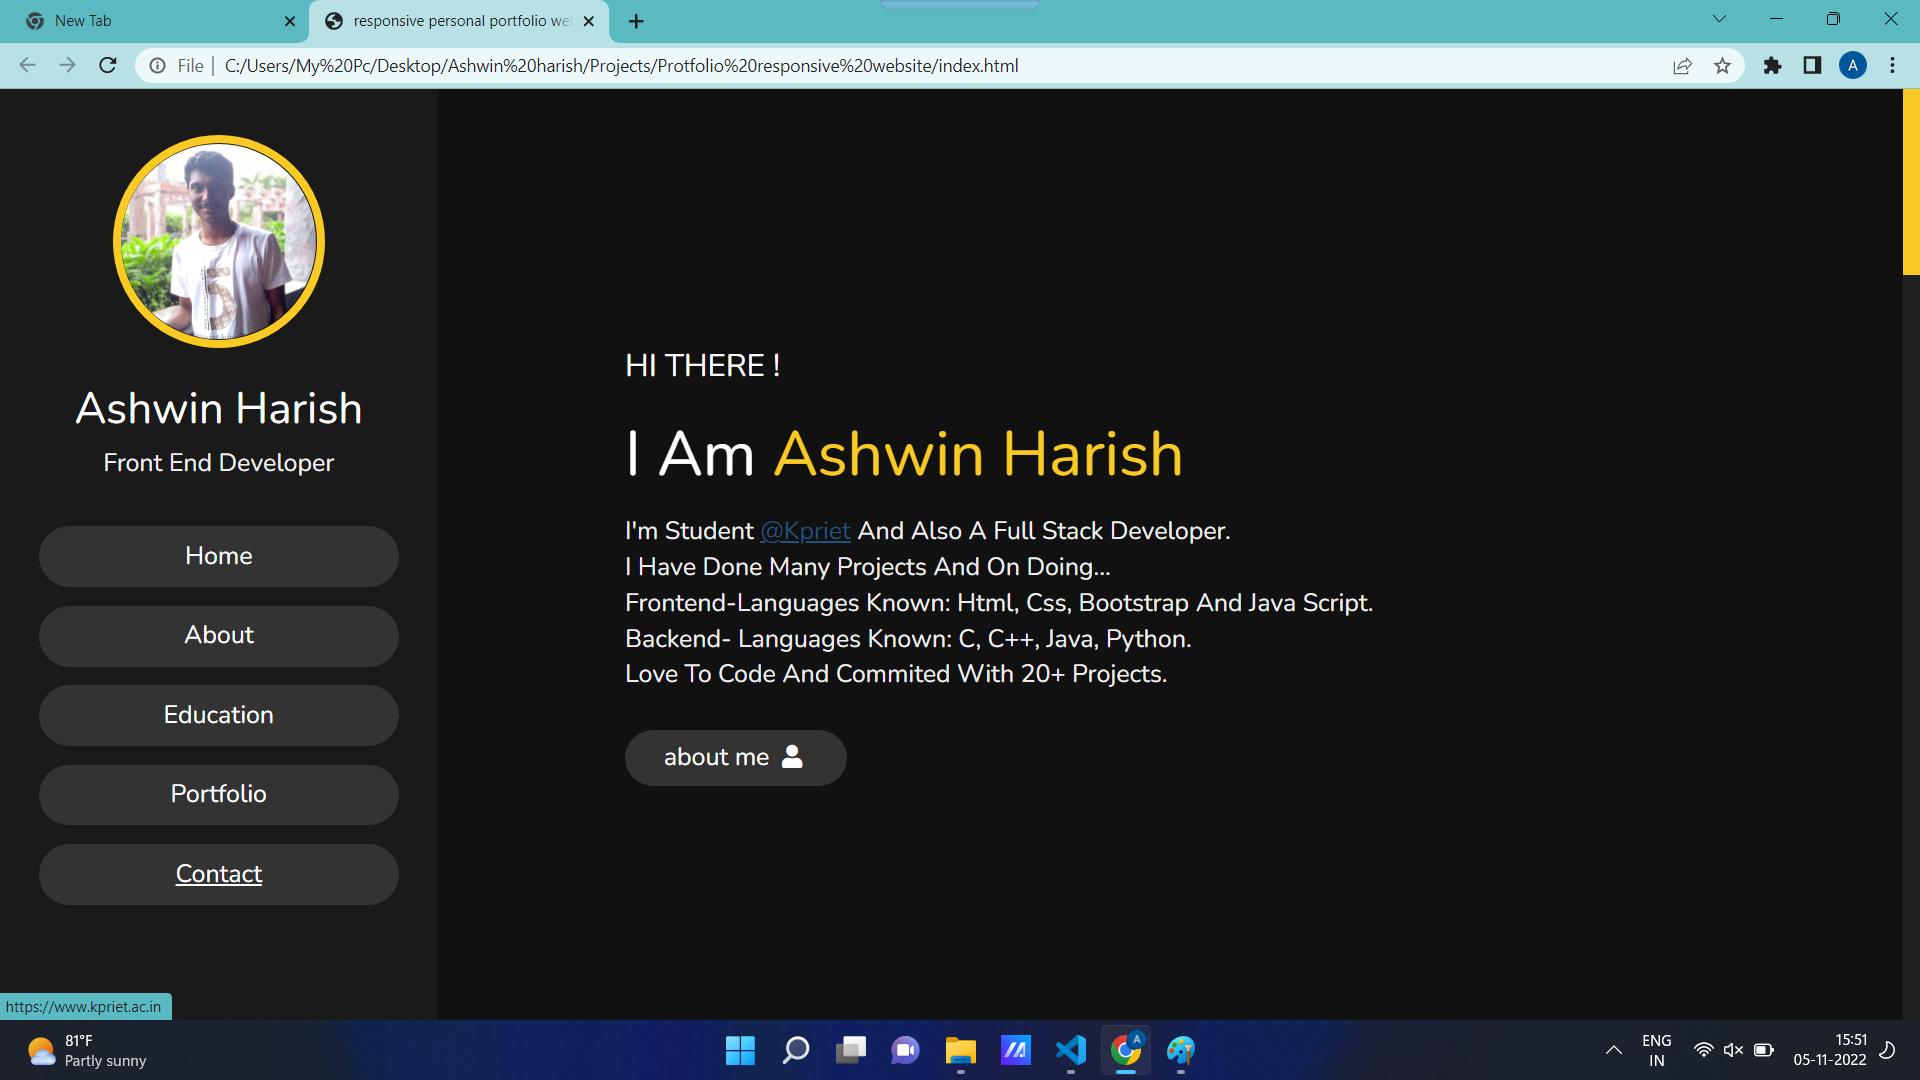 New Tab
responsive personal portfolio we
File
C:/Users/My%20Pc/Desktop/Ashwin%20harish/Projects/Protfolio%20responsive%20website/index.html
A
Ashwin Harish
Front End Developer
Home
About
Education
Portfolio
Contact
HI THERE !
I Am Ashwin Harish
I'm Student @Kpriet And Also A Full Stack Developer.
I Have Done Many Projects And On Doing...
Frontend-Languages Known: Html, Css, Bootstrap And Java Script.
Backend- Languages Known: C, C++, Java, Python.
Love To Code And Commited With 20+ Projects.
about me
https://www.kpriet.ac.in
81°F
Partly sunny
A
ENG
IN
15:51
05-11-2022